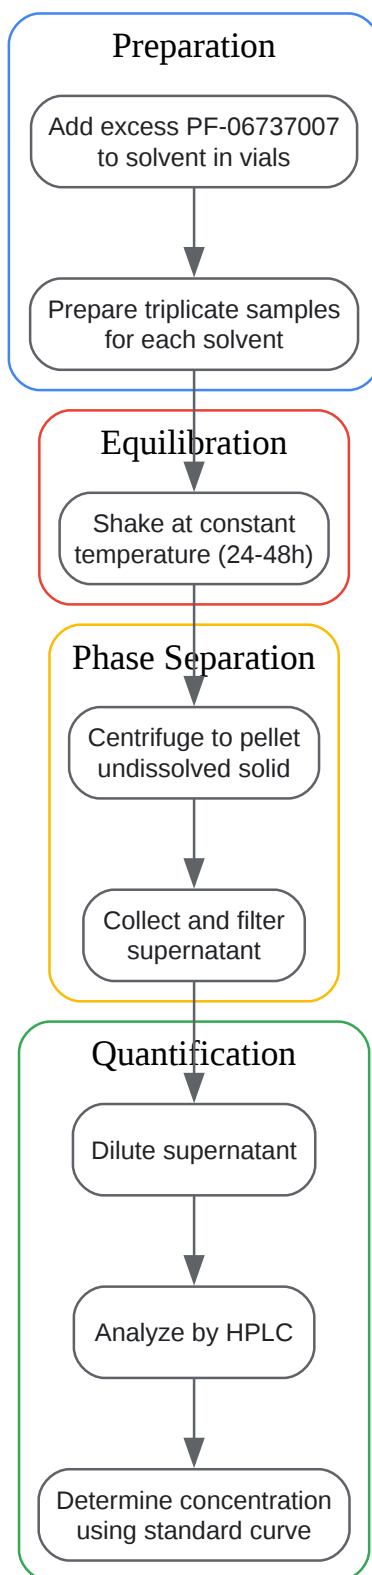 Preparation
Add excess PF-06737007
to solvent in vials
Prepare triplicate samples
for each solvent
Equilibration
Shake at constant
temperature (24-48h)
Phase Separation
Centrifuge to pellet
undissolved solid
Collect and filter
supernatant
Quantification
Dilute supernatant
Analyze by HPLC
Determine concentration
using standard curve